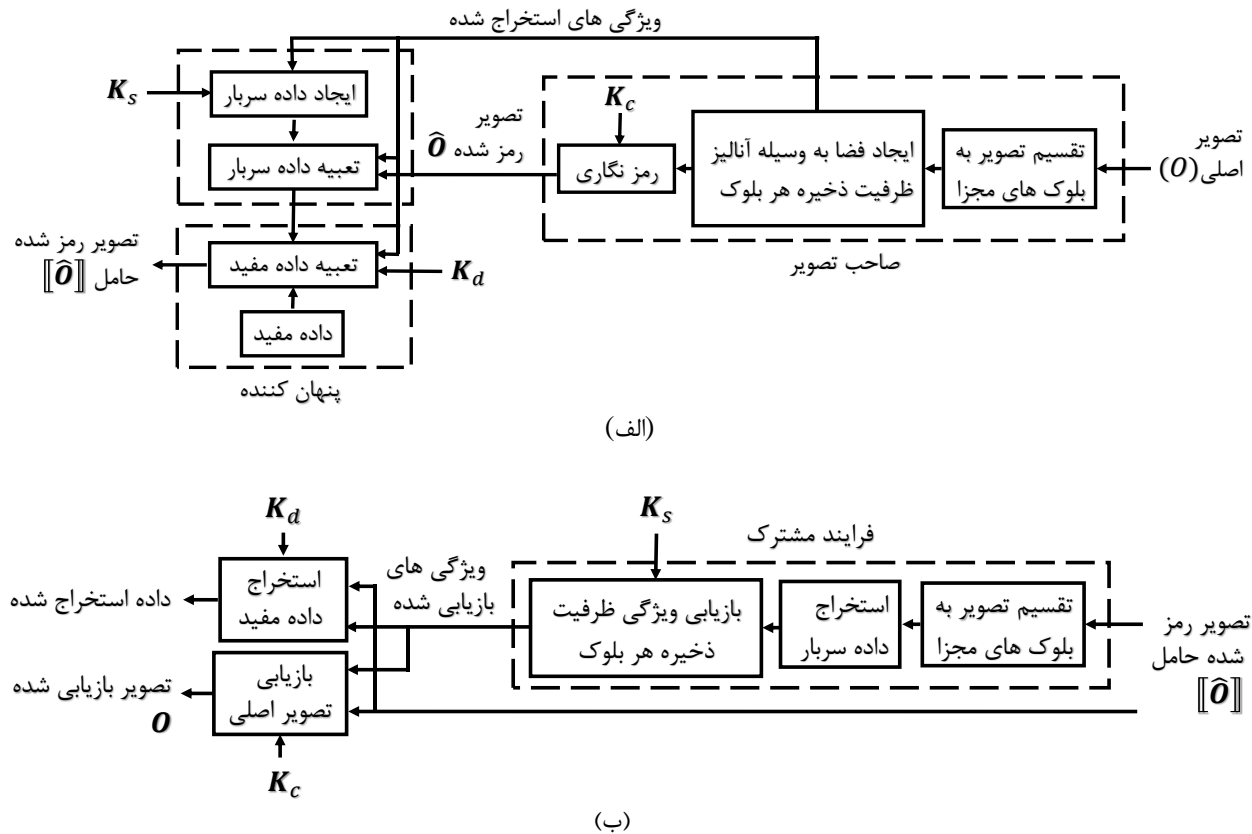 ویژگی های استخراج شده
تصویر
اصلی(O)
تقسیم تصویر به
بلوک های مجزا
ایجاد فضا به وسیله آنالیز
ظرفیت ذخیره هر بلوک
K_c
رمز نگاری
صاحب تصویر
تصویر
رمز شده Ô
K_s
ایجاد داده سربار
تعبیه داده سربار
تعبیه داده مفید
K_d
داده مفید
پنهان کننده
تصویر رمز شده
حامل ⟦Ô⟧
(الف)
تصویر رمز
شده حامل
⟦Ô⟧
فرایند مشترک
تقسیم تصویر به
بلوک های مجزا
استخراج
داده سربار
K_s
بازیابی ویژگی ظرفیت
ذخیره هر بلوک
ویژگی های
بازیابی شده
K_d
استخراج
داده مفید
داده استخراج شده
بازیابی
تصویر اصلی
K_c
تصویر بازیابی شده
O
(ب)